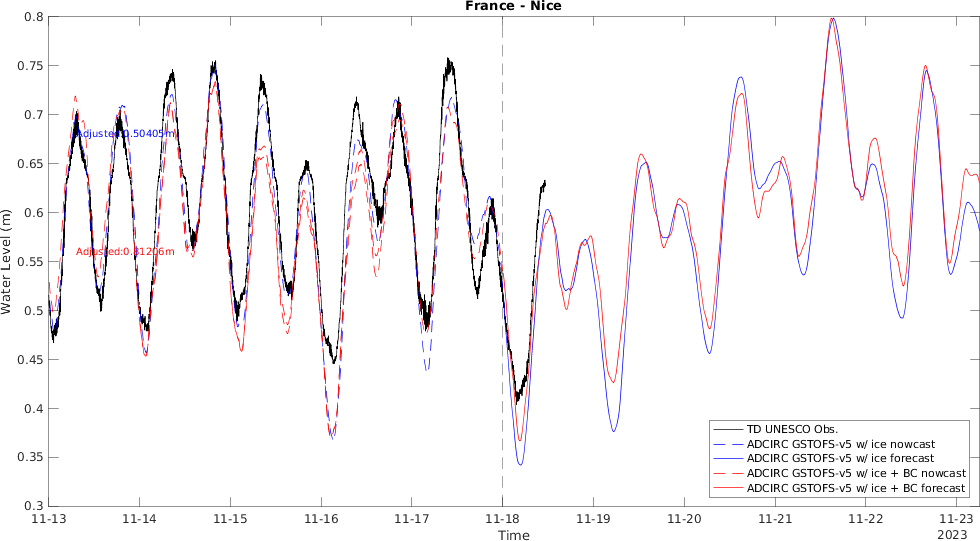 France - Nice
0.8
0.75
0.7
0.65
0.6
0.55
0.5
0.45
0.4
0.35
0.3
Water Level (m)
Adjusted:0.50405m
Adjusted:0.31206m
TD UNESCO Obs.
ADCIRC GSTOFS-v5 w/ ice nowcast
ADCIRC GSTOFS-v5 w/ ice forecast
ADCIRC GSTOFS-v5 w/ ice + BC nowcast
ADCIRC GSTOFS-v5 w/ ice + BC forecast
11-13 11-14 11-15 11-16 11-17 11-18 11-19 11-20 11-21 11-22 11-23
Time 2023